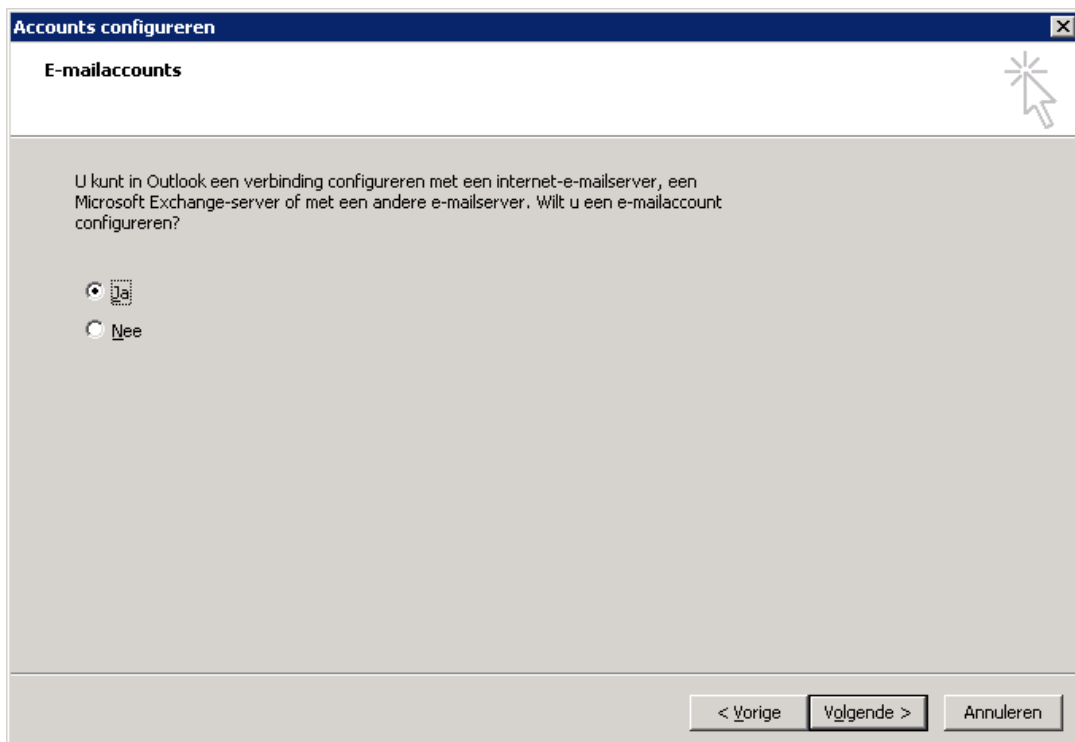 Accounts configureren
E-mailaccounts
U kunt in Outlook een verbinding configureren met een internet-e-mailserver, een
Microsoft Exchange-server of met een andere e-mailserver. Wilt u een e-mailaccount
configureren?
Ja
Nee
< Vorige
Volgende >
Annuleren